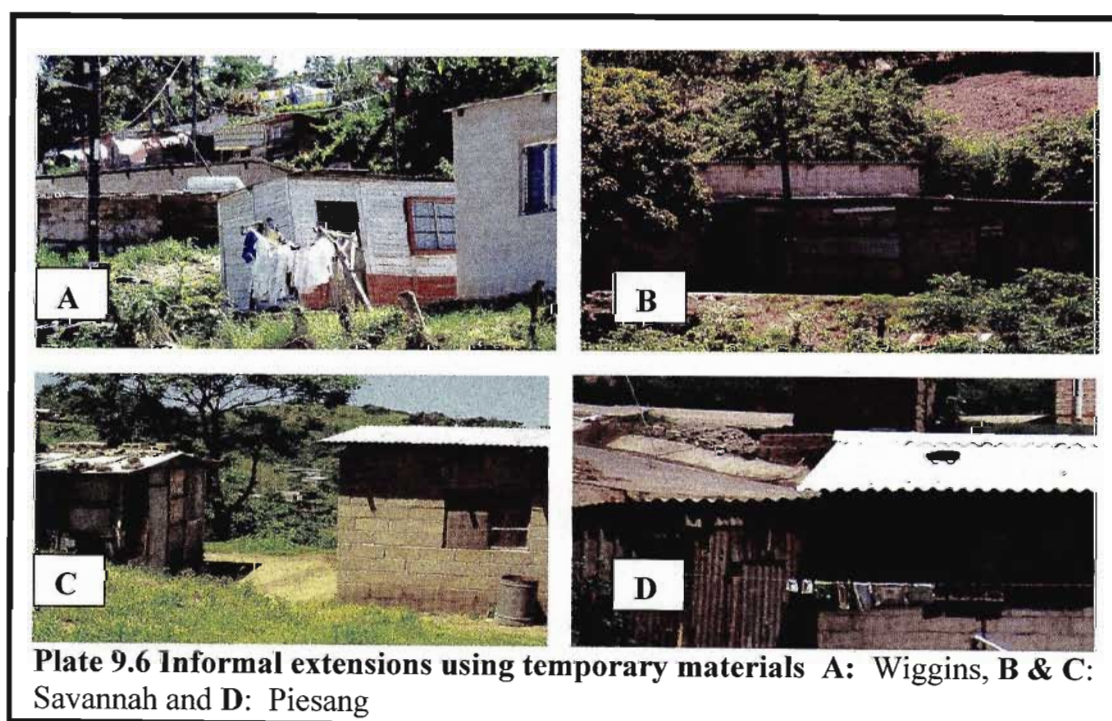 A
B
C
D
Plate 9.6 Informal extensions using temporary materials A: Wiggins, B & C:
Savannah and D: Piesang